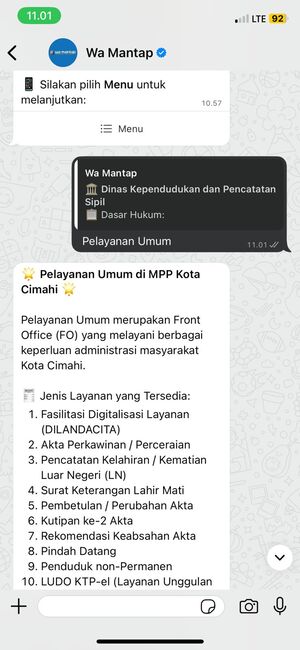 11.01
LTE 92
Wa Mantap
📱 Silakan pilih Menu untuk
melanjutkan:
10.57
Menu
Wa Mantap
🏛️ Dinas Kependudukan dan Pencatatan
Sipil
📋 Dasar Hukum:
Pelayanan Umum
11.01
🌟 Pelayanan Umum di MPP Kota
Cimahi 🌟
Pelayanan Umum merupakan Front
Office (FO) yang melayani berbagai
keperluan administrasi masyarakat
Kota Cimahi.
🧾 Jenis Layanan yang Tersedia:
1. Fasilitasi Digitalisasi Layanan
(DILANDACITA)
2. Akta Perkawinan / Perceraian
3. Pencatatan Kelahiran / Kematian
Luar Negeri (LN)
4. Surat Keterangan Lahir Mati
5. Pembetulan / Perubahan Akta
6. Kutipan ke-2 Akta
7. Rekomendasi Keabsahan Akta
8. Pindah Datang
9. Penduduk non-Permanen
10. LUDO KTP-el (Layanan Unggulan